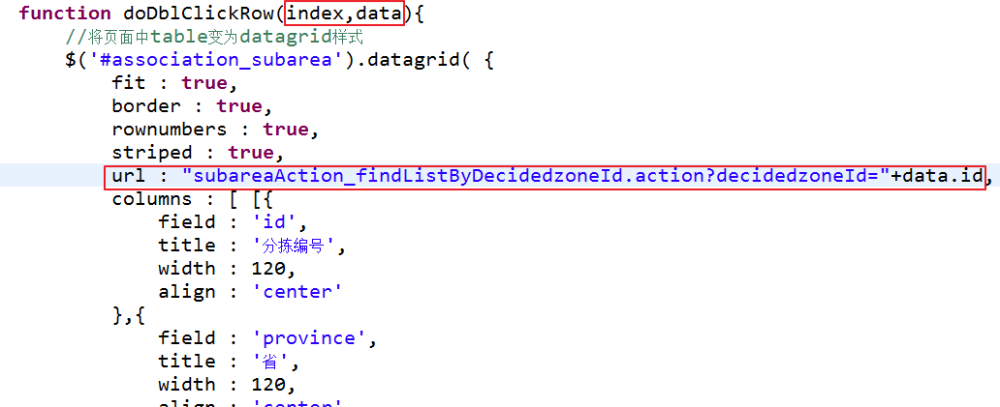 function doDblClickRow(index,data){
//将页面中table变为datagrid样式
$('#association_subarea').datagrid( {
fit : true,
border : true,
rownumbers : true,
striped : true,
url : "subareaAction_findListByDecidedzoneId.action?decidedzoneId="+data.id,
columns : [ [{
field : 'id',
title : '分拣编号',
width : 120,
align : 'center'
},{
field : 'province',
title : '省',
width : 120,
align : 'center'